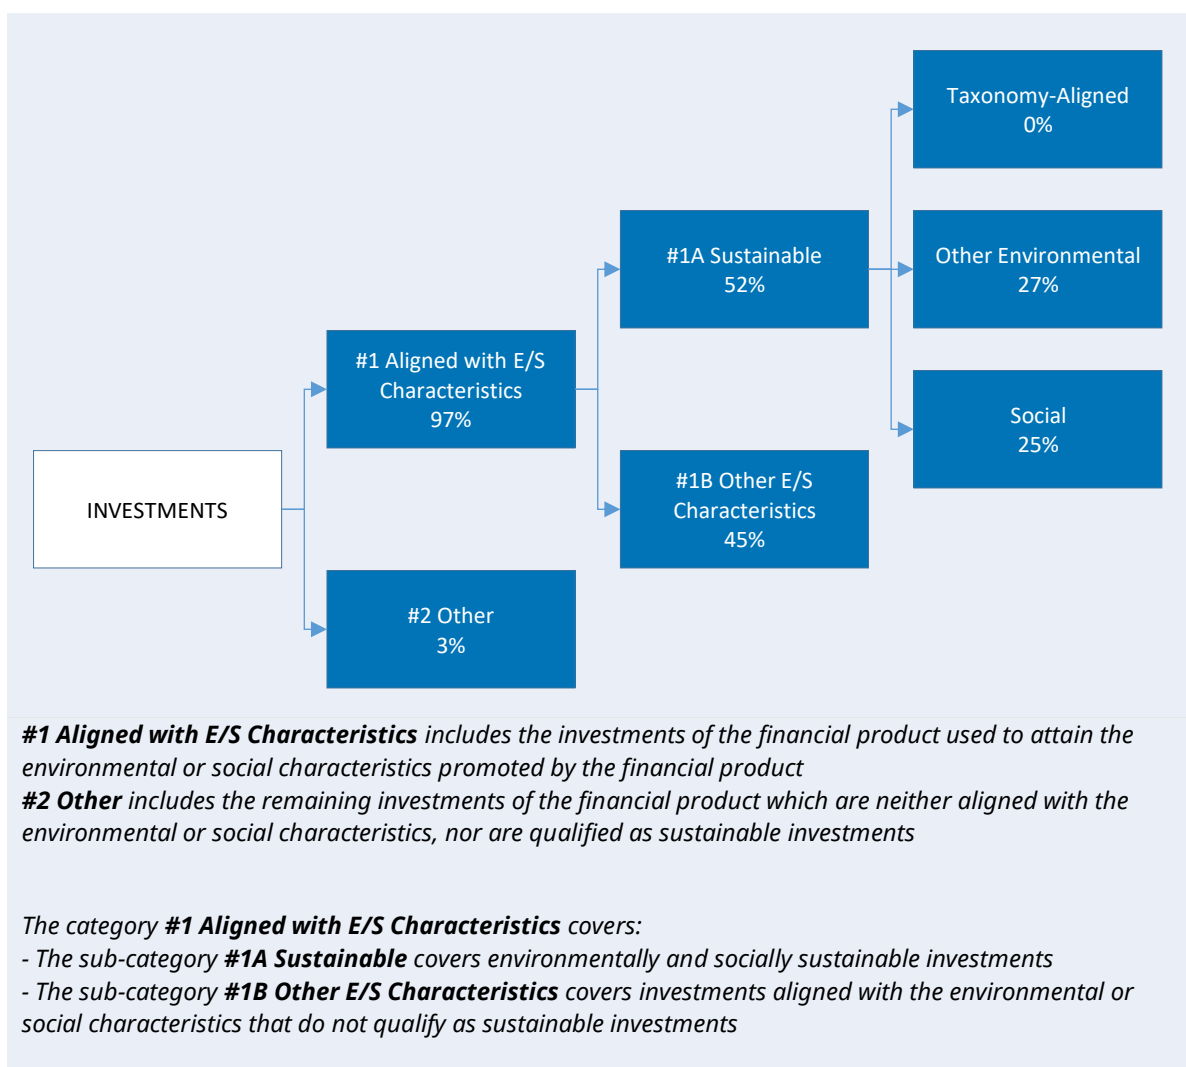 Taxonomy-Aligned
0%
#1A Sustainable
52%
Other Environmental
27%
#1 Aligned with E/S
Characteristics
97%
Social
25%
INVESTMENTS
#1B Other E/S
Characteristics
45%
#2 Other
3%
#1 Aligned with E/S Characteristics includes the investments of the financial product used to attain the
environmental or social characteristics promoted by the financial product
#2 Other includes the remaining investments of the financial product which are neither aligned with the
environmental or social characteristics, nor are qualified as sustainable investments
The category #1 Aligned with E/S Characteristics covers:
- The sub-category #1A Sustainable covers environmentally and socially sustainable investments
- The sub-category #1B Other E/S Characteristics covers investments aligned with the environmental or
social characteristics that do not qualify as sustainable investments